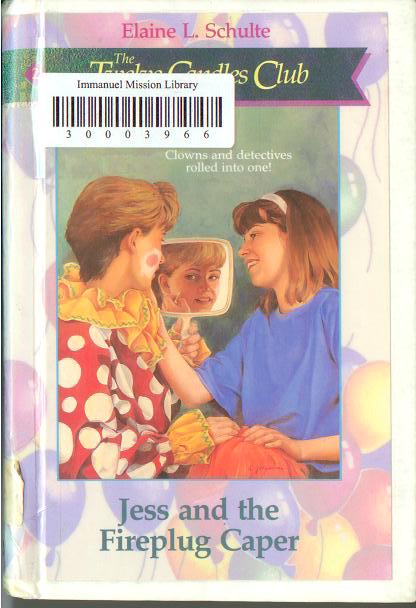 Elaine L. Schulte
The
Twelve Candles Club
Immanuel Mission Library
30003966
Clowns and detectives
rolled into one!
Jess and the
Fireplug Caper